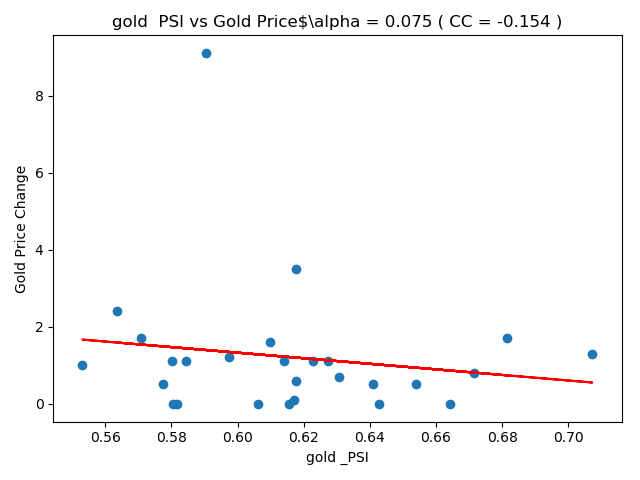 gold  PSI vs Gold Price$\alpha = 0.075 ( CC = -0.154 )
8
6
4
2
0
Gold Price Change
0.56 0.58 0.60 0.62 0.64 0.66 0.68 0.70
gold _PSI